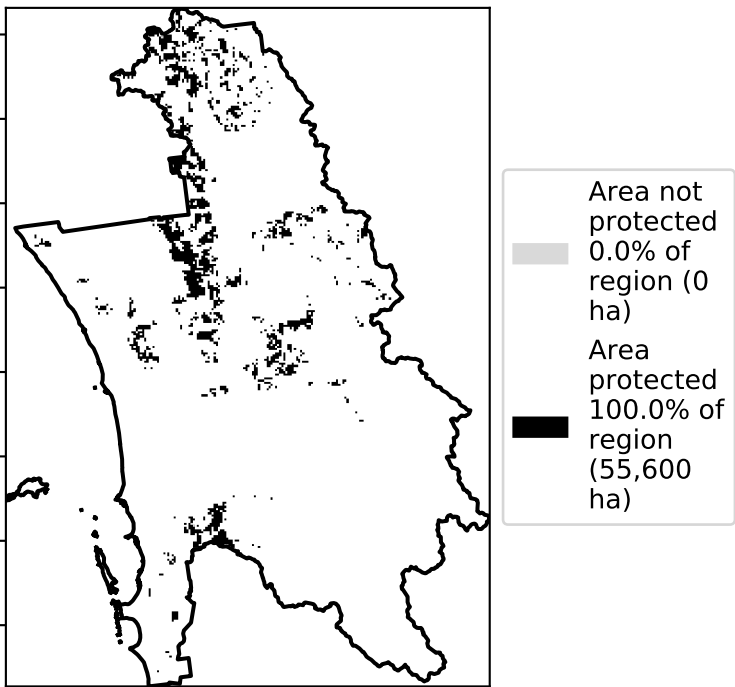 Area not
protected
0.0% of
region (0
ha)
Area
protected
100.0% of
region
(55,600
ha)